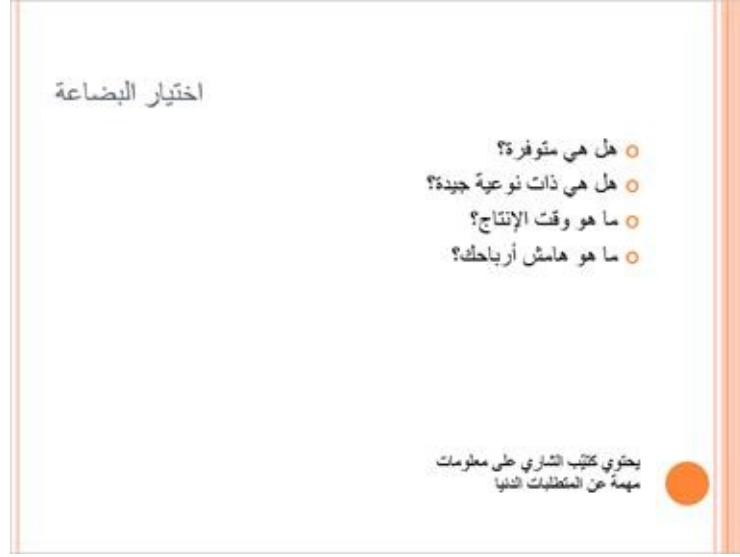 اختيار البضاعة
هل هي متوفرة؟
هل هي ذات نوعية جيدة؟
ما هو وقت الإنتاج؟
ما هو هامش أرباحك؟
يحتوي كتيّب الشاري على معلومات
مهمة عن المتطلبات الدنيا